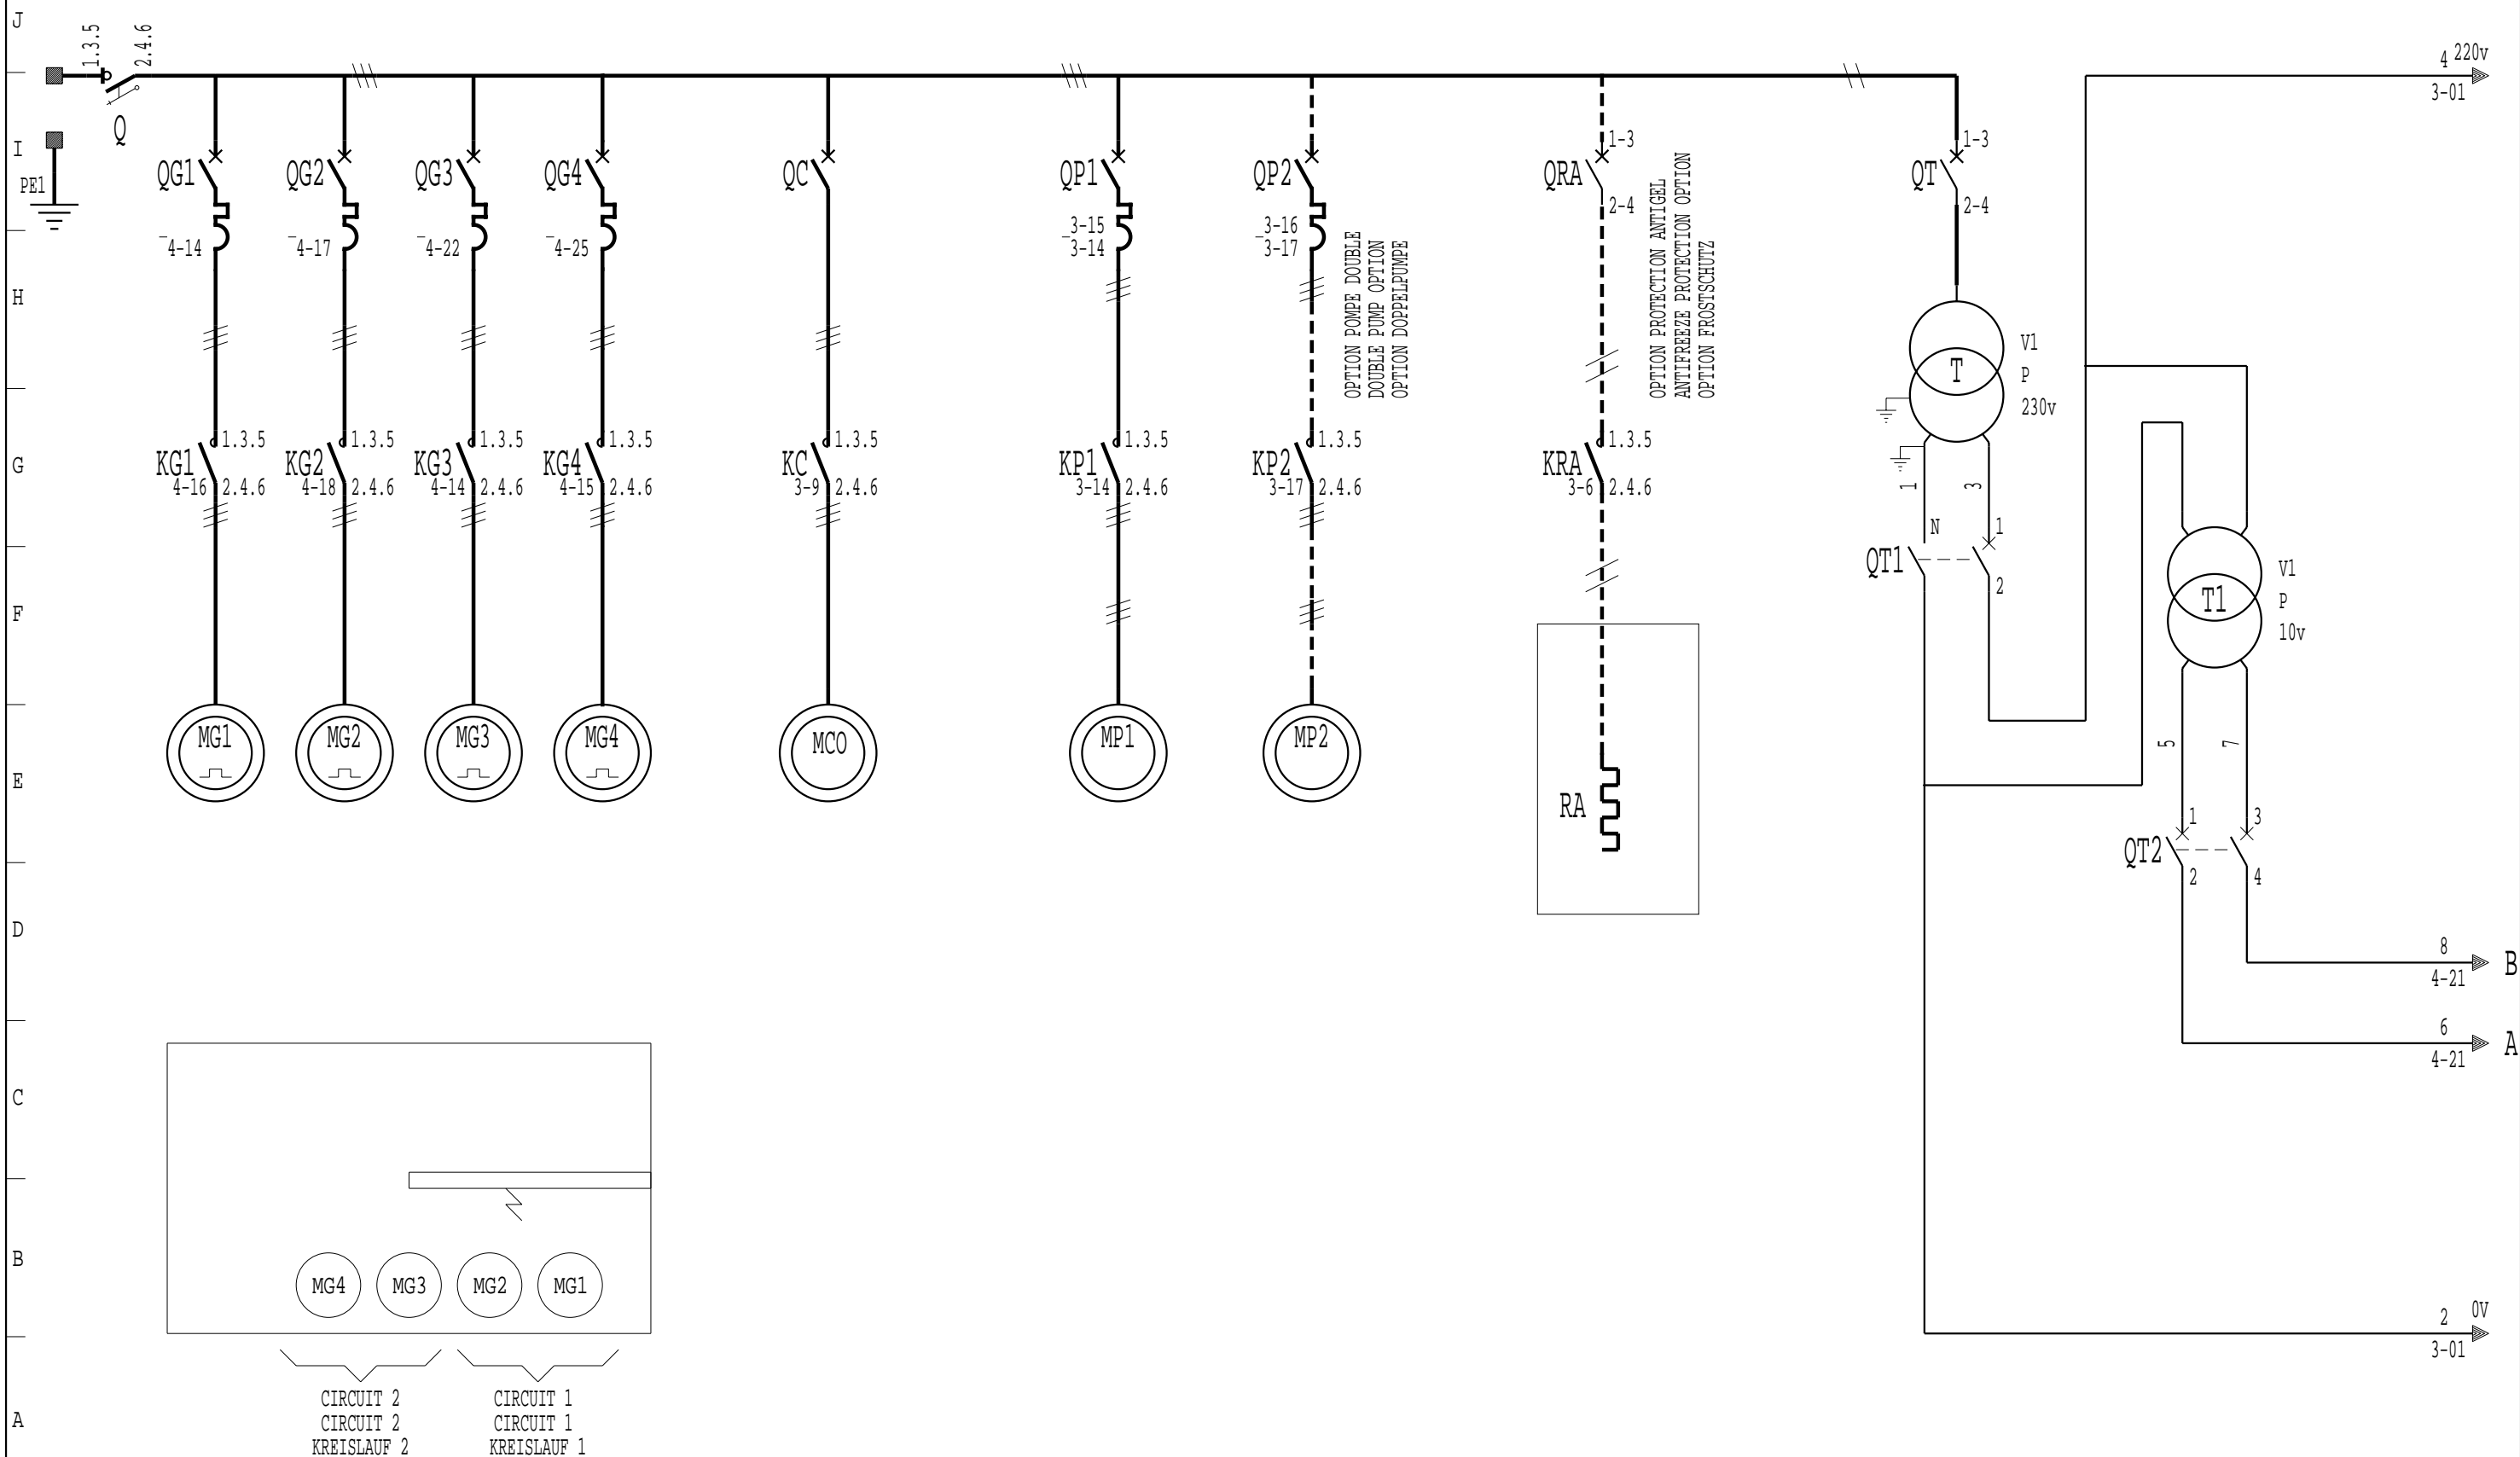 J
1.3.5
2.4.6
4 220v
3-01
Q
I
PE1
QG1
QG2
QG3
QG4
QC
QP1
QP2
QRA
1-3
2-4
QT
1-3
2-4
4-14
4-17
4-22
4-25
3-15
3-14
3-16
3-17
OPTION POMPE DOUBLE
DOUBLE PUMP OPTION
OPTION DOPPELPUMPE
OPTION PROTECTION ANTIGEL
ANTIFREEZE PROTECTION OPTION
OPTION FROSTSCHUTZ
H
T
V1
P
230v
G
KG1
1.3.5
4-16
2.4.6
KG2
1.3.5
4-18
2.4.6
KG3
1.3.5
4-14
2.4.6
KG4
1.3.5
4-15
2.4.6
KC
1.3.5
3-9
2.4.6
KP1
1.3.5
3-14
2.4.6
KP2
1.3.5
3-17
2.4.6
KRA
1.3.5
3-6
2.4.6
1
3
N
1
QT1
2
F
T1
V1
P
10v
MG1
MG2
MG3
MG4
MCO
MP1
MP2
E
RA
5
7
1
3
QT2
2
4
D
8
4-21
B
6
4-21
A
C
B
MG4
MG3
MG2
MG1
2 0V
3-01
A
CIRCUIT 2
CIRCUIT 2
KREISLAUF 2
CIRCUIT 1
CIRCUIT 1
KREISLAUF 1